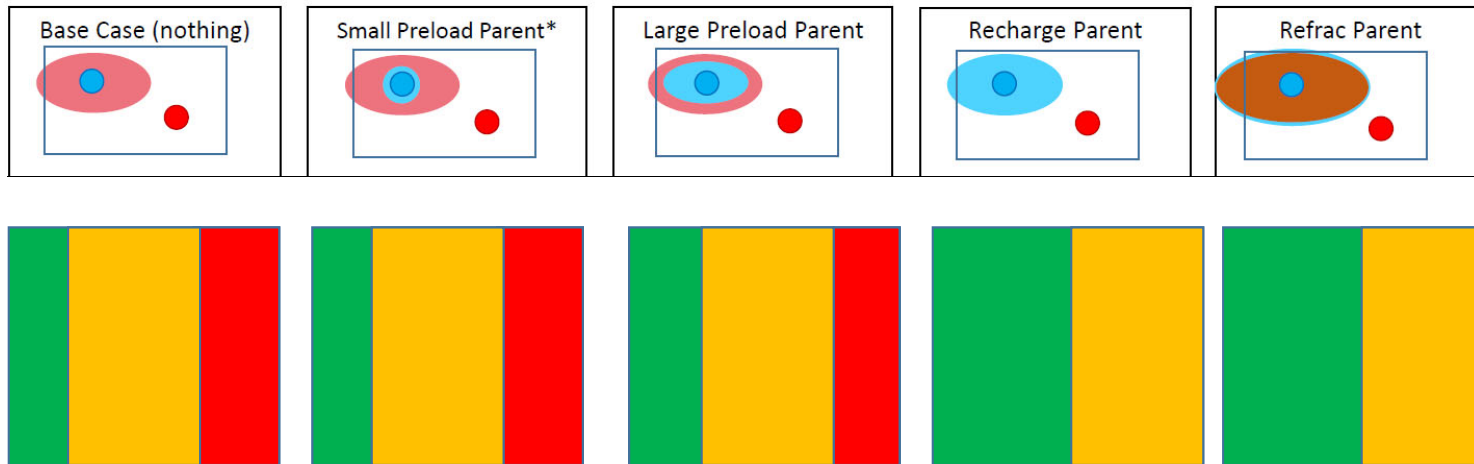 Base Case (nothing)
Small Preload Parent*
Large Preload Parent
Recharge Parent
Refrac Parent